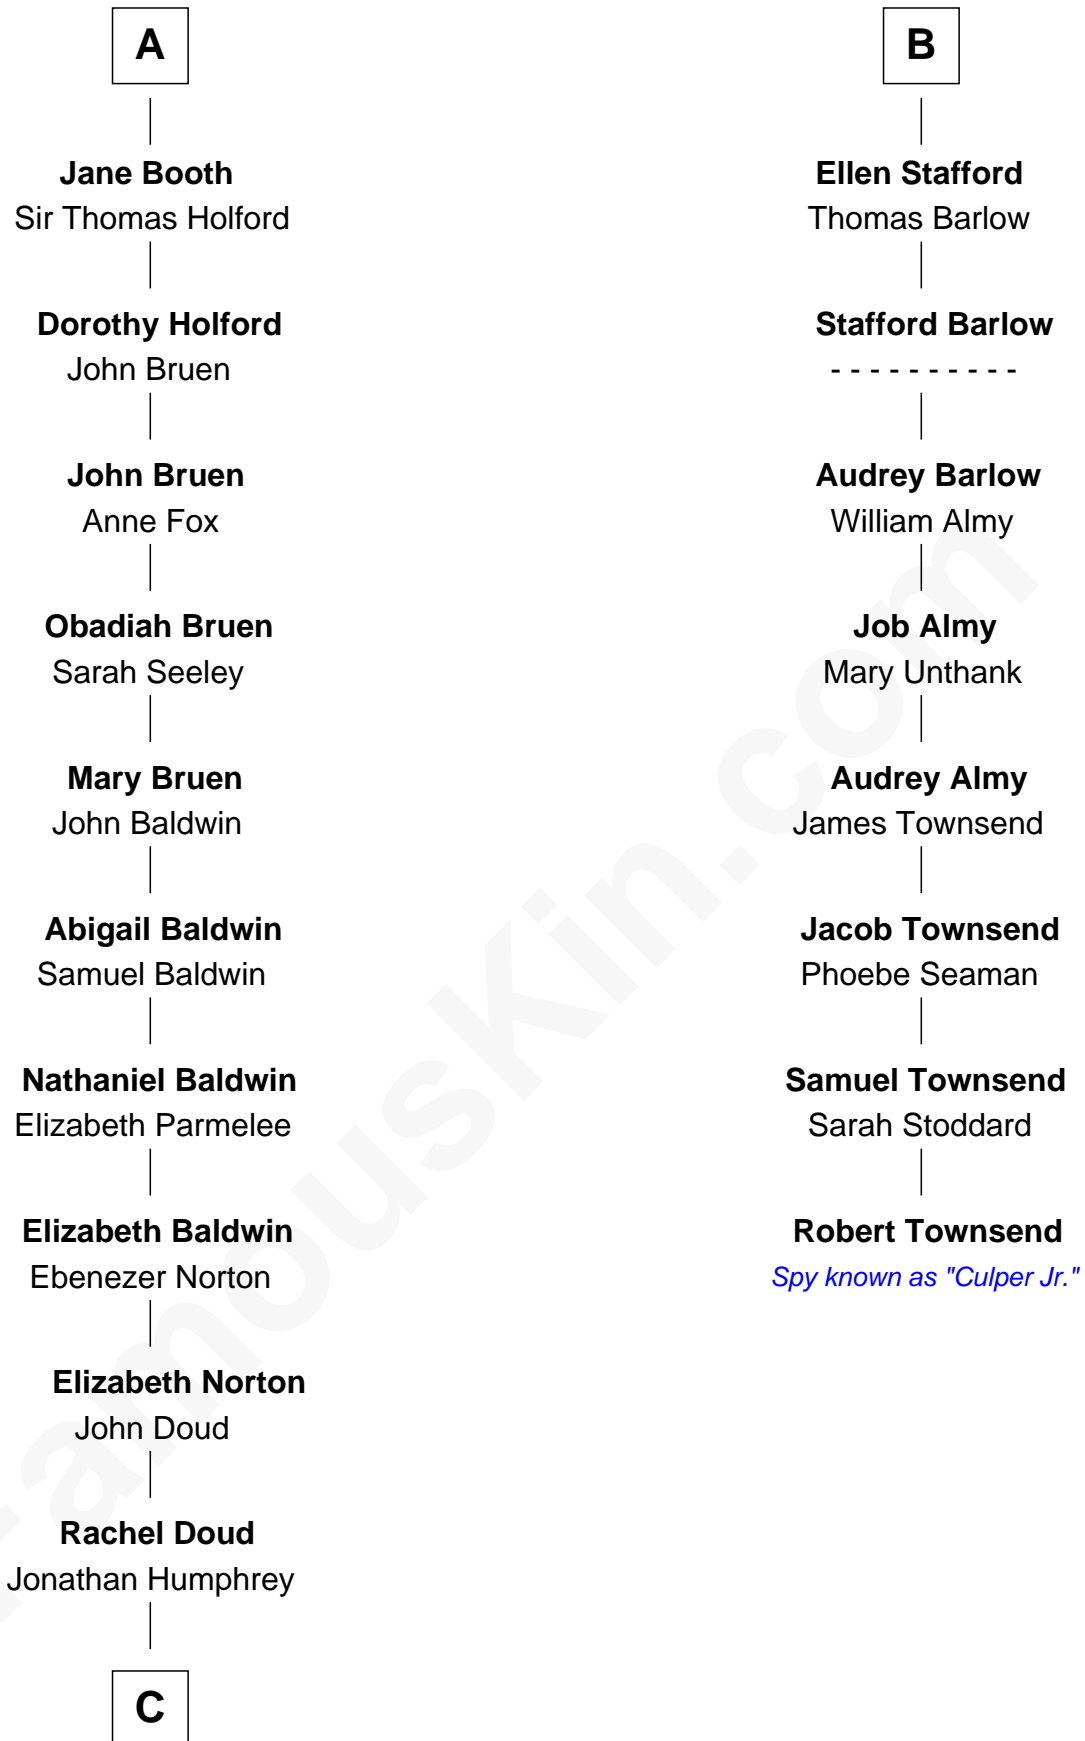 A
Jane Booth
Sir Thomas Holford
Dorothy Holford
John Bruen
John Bruen
Anne Fox
Obadiah Bruen
Sarah Seeley
Mary Bruen
John Baldwin
Abigail Baldwin
Samuel Baldwin
Nathaniel Baldwin
Elizabeth Parmelee
Elizabeth Baldwin
Ebenezer Norton
Elizabeth Norton
John Doud
Rachel Doud
Jonathan Humphrey
C
B
Ellen Stafford
Thomas Barlow
Stafford Barlow
- - - - - - - - - -
Audrey Barlow
William Almy
Job Almy
Mary Unthank
Audrey Almy
James Townsend
Jacob Townsend
Phoebe Seaman
Samuel Townsend
Sarah Stoddard
Robert Townsend
Spy known as "Culper Jr."
FamousKin.com